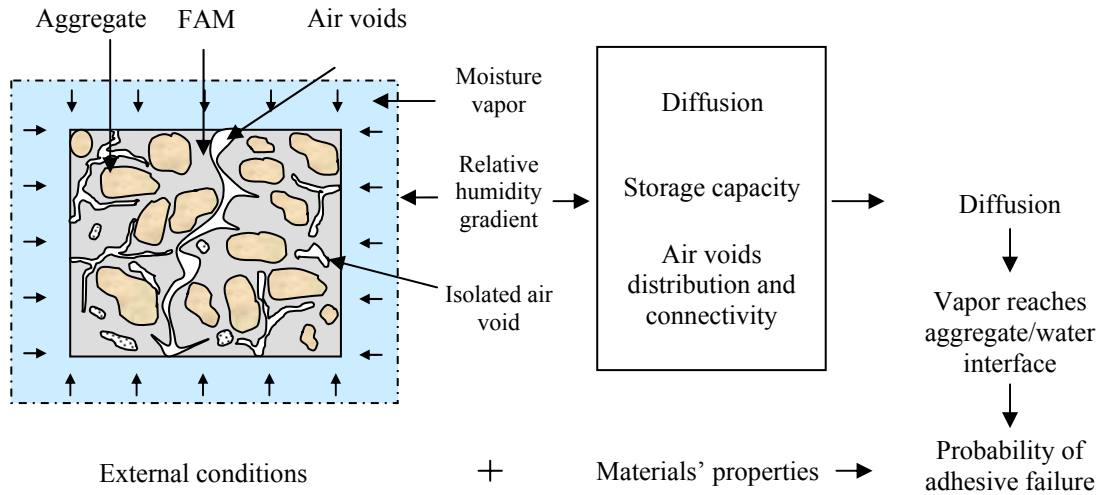 Aggregate
FAM
Air voids
Moisture
vapor
Relative
humidity
gradient
Isolated air
void
Diffusion
Storage capacity
Air voids
distribution and
connectivity
Diffusion
Vapor reaches
aggregate/water
interface
Probability of
adhesive failure
External conditions
+
Materials’ properties